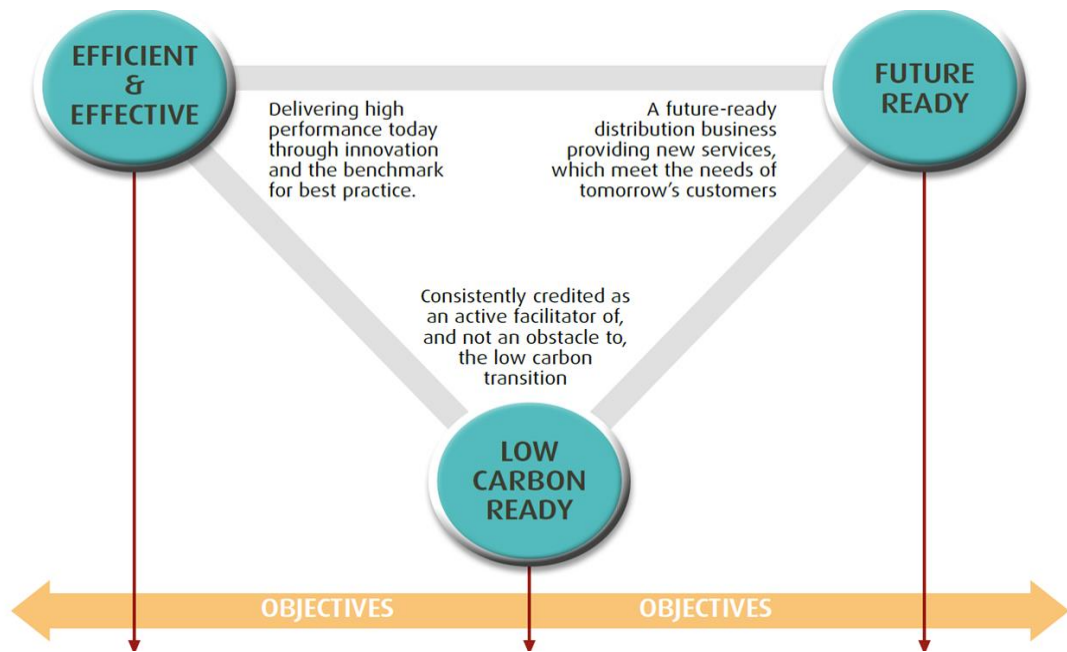 EFFICIENT
&
EFFECTIVE
FUTURE
READY
Delivering high
performance today
through innovation
and the benchmark
for best practice.
A future-ready
distribution business
providing new services,
which meet the needs of
tomorrow’s customers
Consistently credited as
an active facilitator of,
and not an obstacle to,
the low carbon
transition
LOW
CARBON
READY
OBJECTIVES
OBJECTIVES